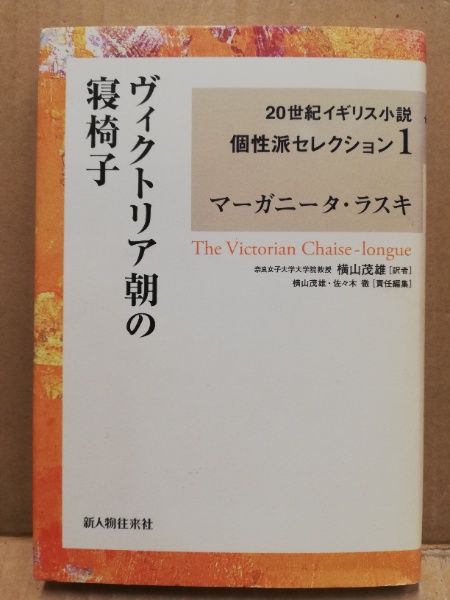 ヴィクトリア朝の
寝椅子
20世紀イギリス小説
個性派セレクション1
マーガニータ・ラスキ
The Victorian Chaise-longue
奈良女子大学大学院教授 横山茂雄[訳者]
横山茂雄・佐々木 徹[責任編集]
新人物往来社